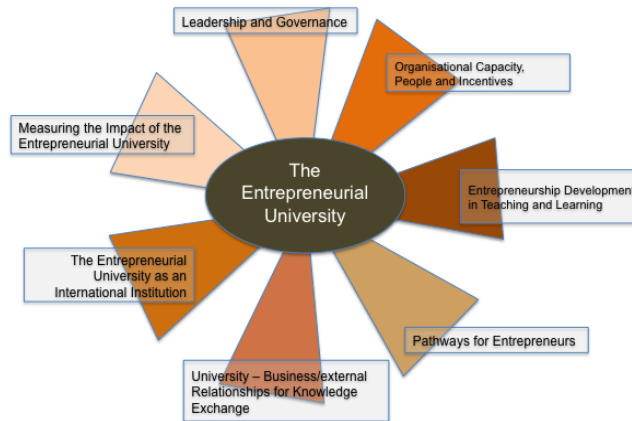 Leadership and Governance
Organisational Capacity,
People and Incentives
Measuring the Impact of the
Entrepreneurial University
The
Entrepreneurial
University
Entrepreneurship Development
in Teaching and Learning
The Entrepreneurial
University as an
International Institution
Pathways for Entrepreneurs
University – Business/external
Relationships for Knowledge
Exchange